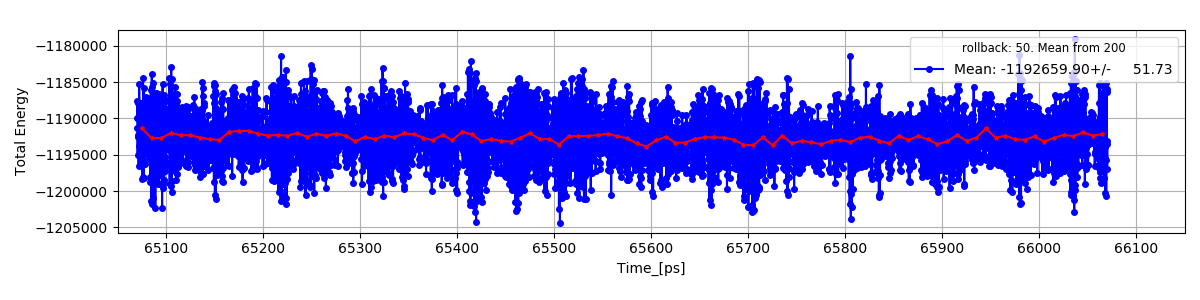 rollback: 50. Mean from 200
Mean: -1192659.90+/-     51.73
Total Energy
−1180000
−1185000
−1190000
−1195000
−1200000
−1205000
65100 65200 65300 65400 65500 65600 65700 65800 65900 66000 66100
Time_[ps]